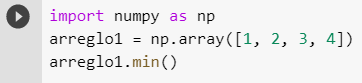 import numpy as np
arreglo1 = np.array([1, 2, 3, 4])
arreglo1.min()